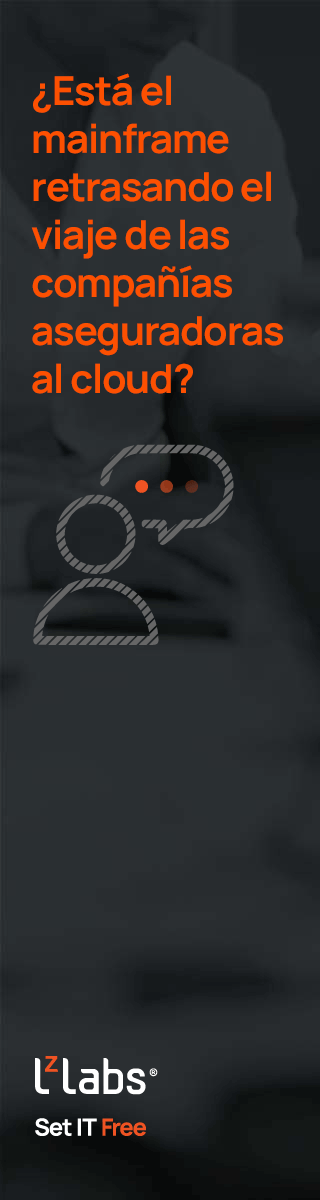 ¿Está el
mainframe
retrasando el
viaje de las
compañías
aseguradoras
al cloud?
LzLabs®
Set IT Free